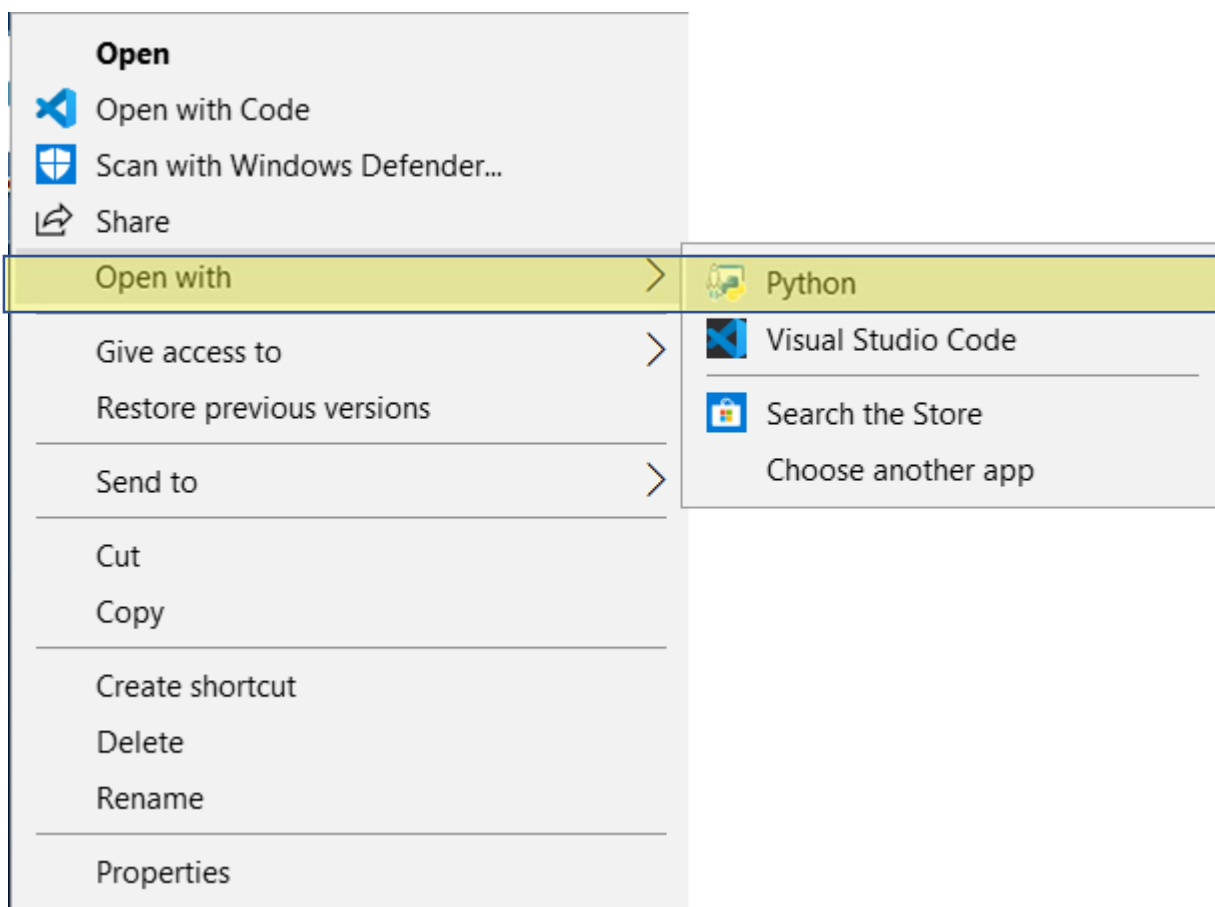 Open
Open with Code
Scan with Windows Defender...
Share
Open with
Python
Visual Studio Code
Search the Store
Choose another app
Give access to
Restore previous versions
Send to
Cut
Copy
Create shortcut
Delete
Rename
Properties